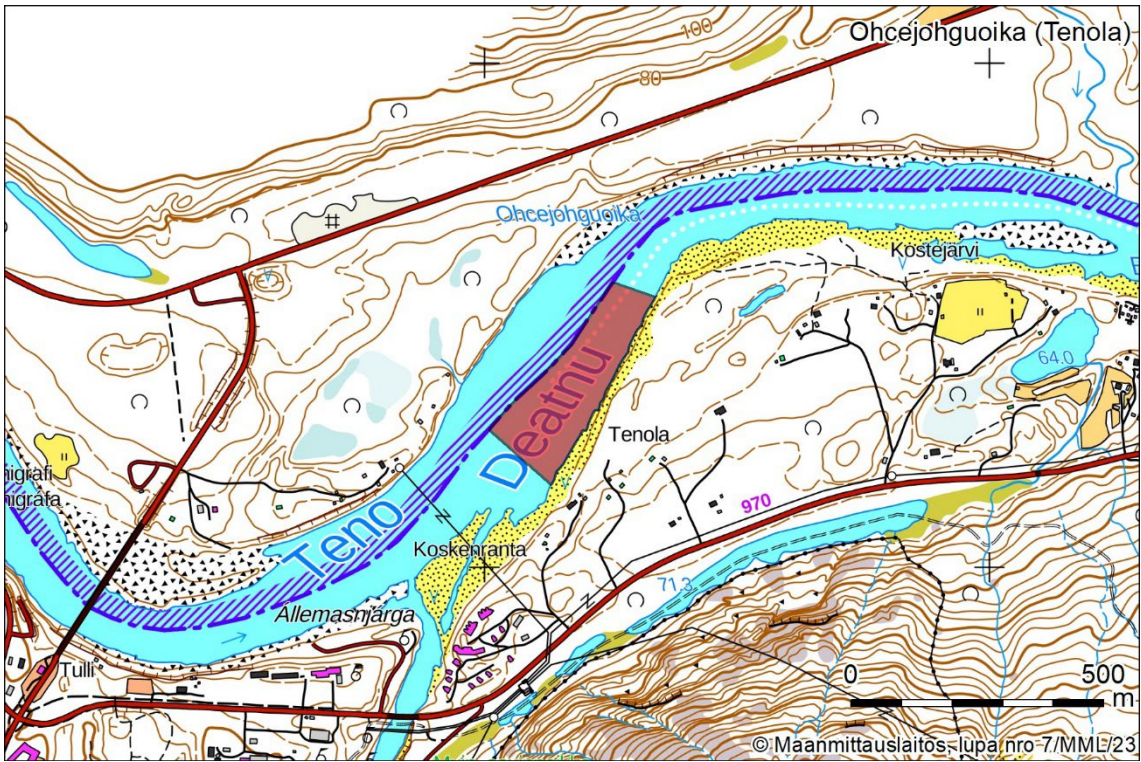 Ohcejohguoika (Tenola)
100
80
Ohcejohguoika
Kostejärvi
64.0
Deatnu
Tenola
970
Teno
Koskenranta
71.3
Állemasnjárga
Tulli
0 500
m
© Maanmittauslaitos, lupa nro 7/MML/23